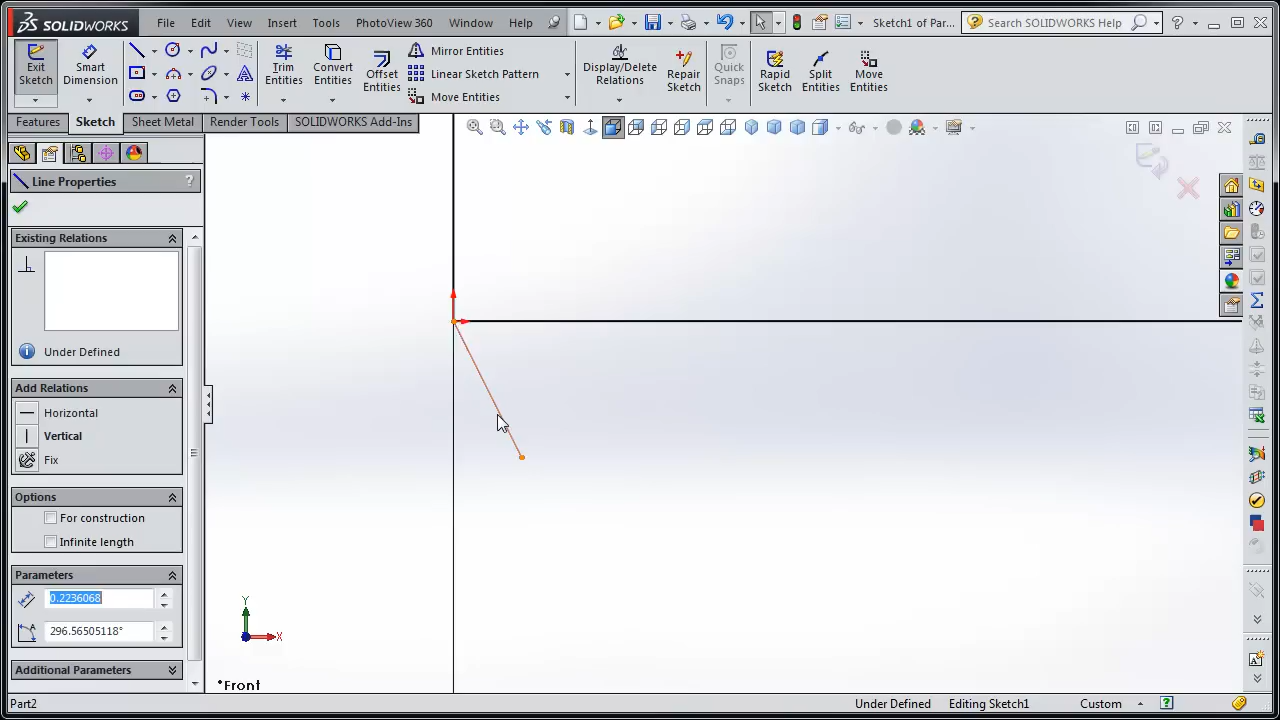 SOLIDWORKS File Edit View Insert Tools PhotoView 360 Window Help Sketch1 of Par... Search SOLIDWORKS Help
Exit Sketch
Smart Dimension
Trim Entities
Convert Entities
Offset Entities
Mirror Entities
Linear Sketch Pattern
Move Entities
Display/Delete Relations
Repair Sketch
Quick Snaps
Rapid Sketch
Split Entities
Move Entities
Features Sketch Sheet Metal Render Tools SOLIDWORKS Add-Ins
Line Properties ?
Existing Relations
Under Defined
Add Relations
Horizontal
Vertical
Fix
Options
For construction
Infinite length
Parameters
0.2236068
296.56505118°
Additional Parameters
Y
X
*Front
Part2 Under Defined Editing Sketch1 Custom